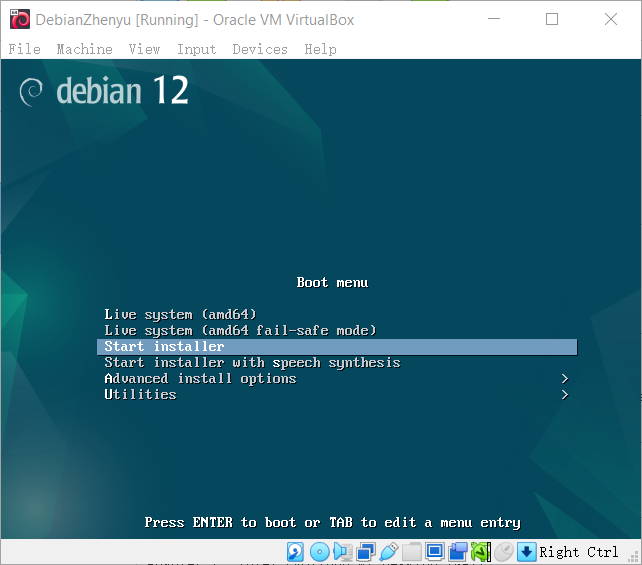 DebianZhenyu [Running] - Oracle VM VirtualBox
File Machine View Input Devices Help
debian 12
Boot menu
Live system (amd64)
Live system (amd64 fail-safe mode)
Start installer
Start installer with speech synthesis
Advanced install options >
Utilities >
Press ENTER to boot or TAB to edit a menu entry
Right Ctrl